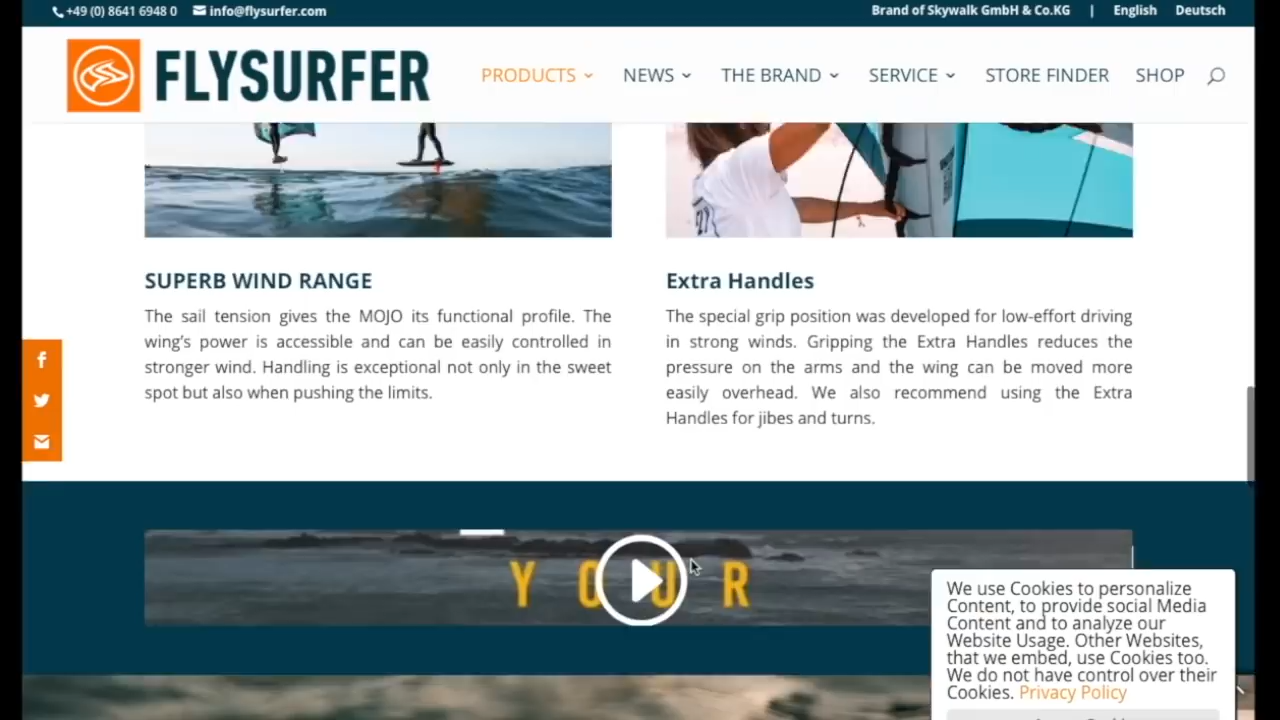 +49 (0) 8641 6948 0 info@flysurfer.com Brand of Skywalk GmbH & Co.KG | English Deutsch
FLYSURFER PRODUCTS NEWS THE BRAND SERVICE STORE FINDER SHOP
SUPERB WIND RANGE
The sail tension gives the MOJO its functional profile. The
wing's power is accessible and can be easily controlled in
stronger wind. Handling is exceptional not only in the sweet
spot but also when pushing the limits.
Extra Handles
The special grip position was developed for low-effort driving
in strong winds. Gripping the Extra Handles reduces the
pressure on the arms and the wing can be moved more
easily overhead. We also recommend using the Extra
Handles for jibes and turns.
YOUR
We use Cookies to personalize
Content, to provide social Media
Content and to analyze our
Website Usage. Other Websites,
that we embed, use Cookies too.
We do not have control over their
Cookies. Privacy Policy